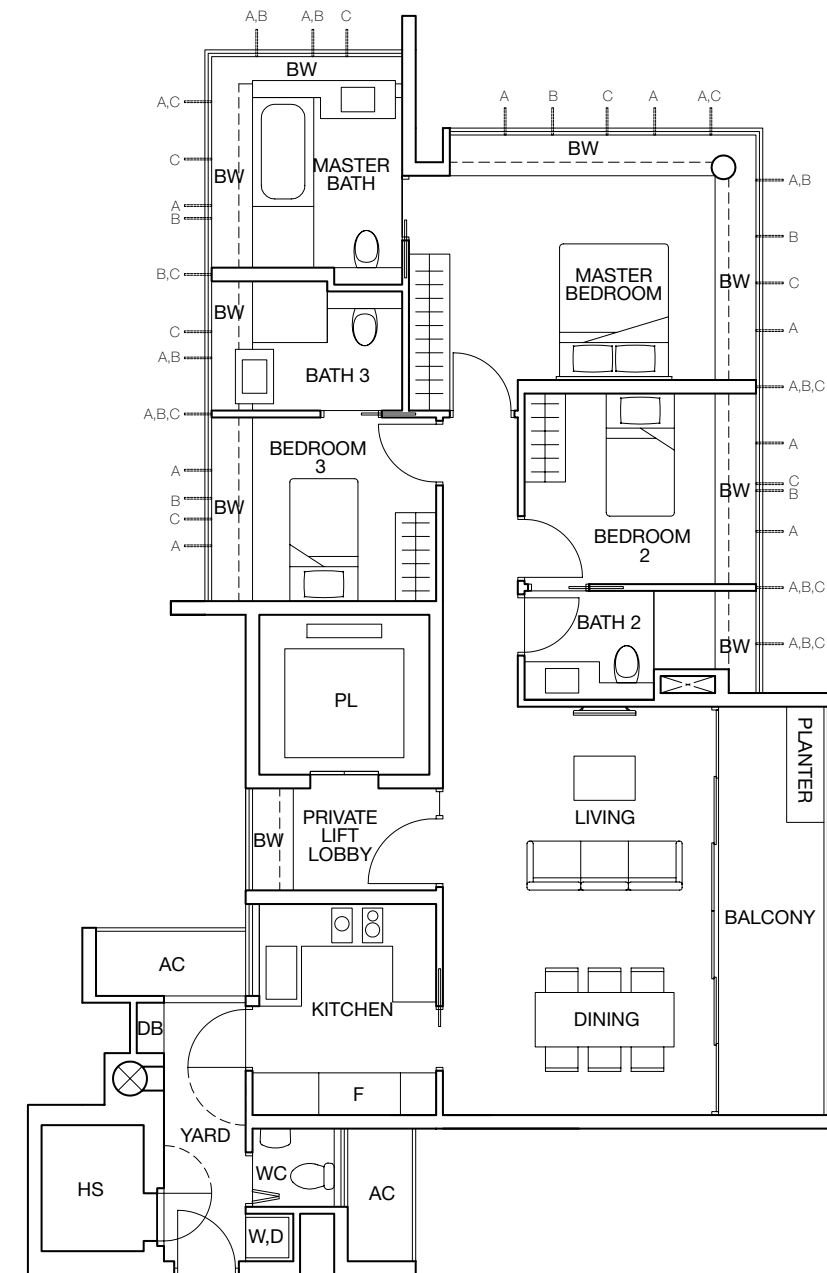 A,B
A,B
C
BW
A,C
C
BW
A
B
MASTER
BATH
B,C
BW
C
A,B
BATH 3
A,B,C
A
B
C
A
BW
BEDROOM
3
A
B
C
A
A,C
BW
A,B
B
BW
C
A
MASTER
BEDROOM
A,B,C
A
C
B
BW
A
BEDROOM
2
A,B,C
BATH 2
BW
A,B,C
PL
PLANTER
PRIVATE
LIFT
LOBBY
BW
LIVING
BALCONY
AC
KITCHEN
DINING
DB
F
YARD
WC
HS
AC
W,D